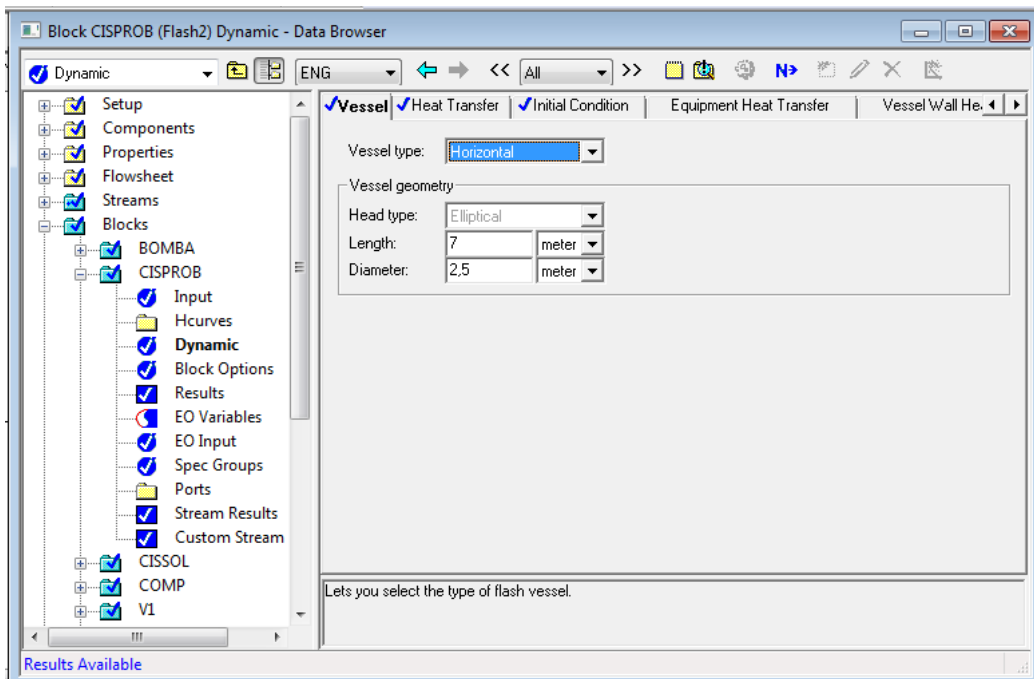 Block CISPROB (Flash2) Dynamic - Data Browser
Dynamic ENG << All >> N
Setup
Components
Properties
Flowsheet
Streams
Blocks
BOMBA
CISPROB
Input
Hcurves
Dynamic
Block Options
Results
EO Variables
EO Input
Spec Groups
Ports
Stream Results
Custom Stream
CISSOL
COMP
V1
Vessel Heat Transfer Initial Condition Equipment Heat Transfer Vessel Wall He
Vessel type: Horizontal
Vessel geometry
Head type: Elliptical
Length: 7 meter
Diameter: 2,5 meter
Lets you select the type of flash vessel.
Results Available